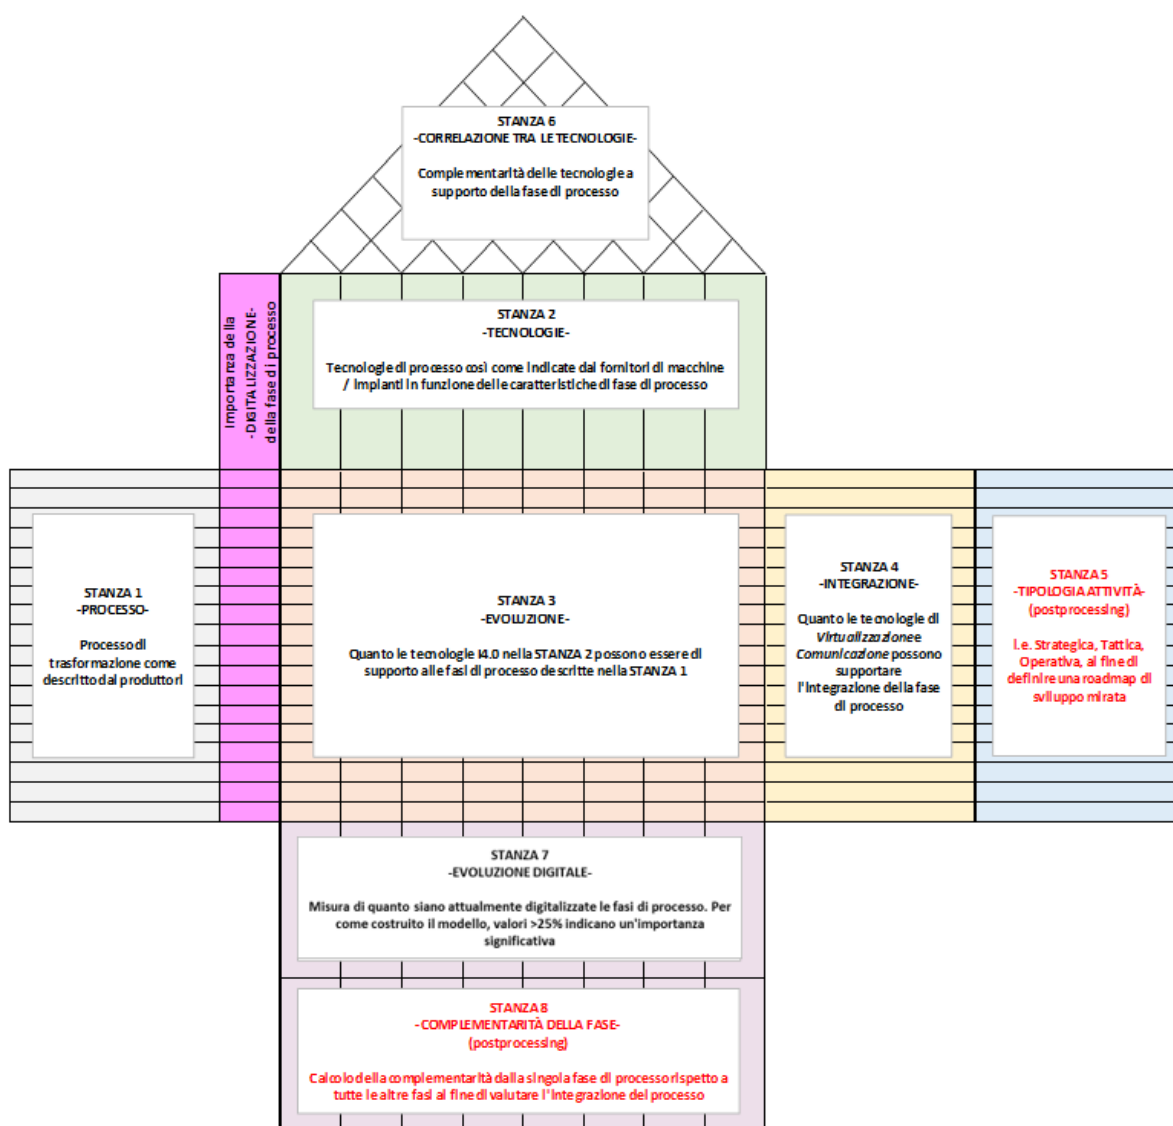 STANZA 6
-CORRELAZIONE TRA LE TECNOLOGIE-
Complementarità delle tecnologie a
supporto della fase di processo
STANZA 2
-TECNOLOGIE-
Tecnologie di processo così come indicate dai fornitori di macchine
/ impianti in funzione delle caratteristiche di fase di processo
Importanza della
-DIGITALIZZAZIONE-
della fase di processo
STANZA 1
-PROCESSO-
Processo di
trasformazione come
descritto dai produttori
STANZA 3
-EVOLUZIONE-
Quanto le tecnologie I4.0 nella STANZA 2 possono essere di
supporto alle fasi di processo descritte nella STANZA 1
STANZA 4
-INTEGRAZIONE-
Quanto le tecnologie di
Virtualizzazione e
Comunicazione possono
supportare
l'integrazione della fase
di processo
STANZA 5
-TIPOLOGIA ATTIVITÀ-
(postprocessing)
i.e. Strategica, Tattica,
Operativa, al fine di
definire una roadmap di
sviluppo mirata
STANZA 7
-EVOLUZIONE DIGITALE-
Misura di quanto siano attualmente digitalizzate le fasi di processo. Per
come costruito il modello, valori >25% indicano un'importanza
significativa
STANZA 8
-COMPLEMENTARITÀ DELLA FASE-
(postprocessing)
Calcolo della complementarità dalla singola fase di processo rispetto a
tutte le altre fasi al fine di valutare l'integrazione del processo